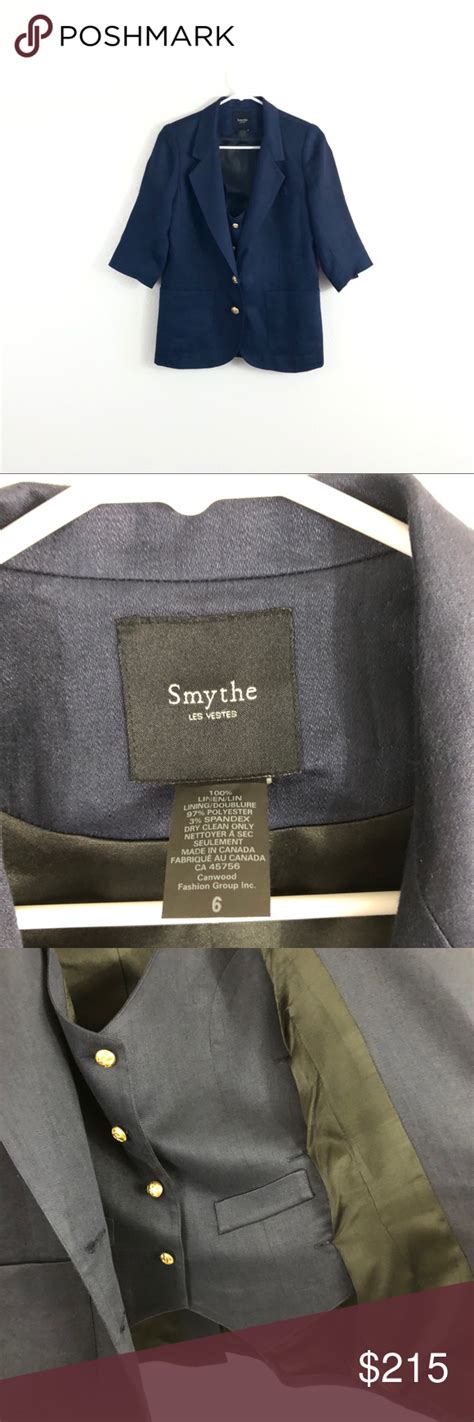 POSHMARK
Smythe
Smythe
LES VESTES
100%
LINEN/LIN
LINING/DOUBLURE
97% POLYESTER
3% SPANDEX
DRY CLEAN ONLY
NETTOYER À SEC
SEULEMENT
MADE IN CANADA
FABRIQUÉ AU CANADA
CA 45756
Canwood
Fashion Group Inc.
6
$215